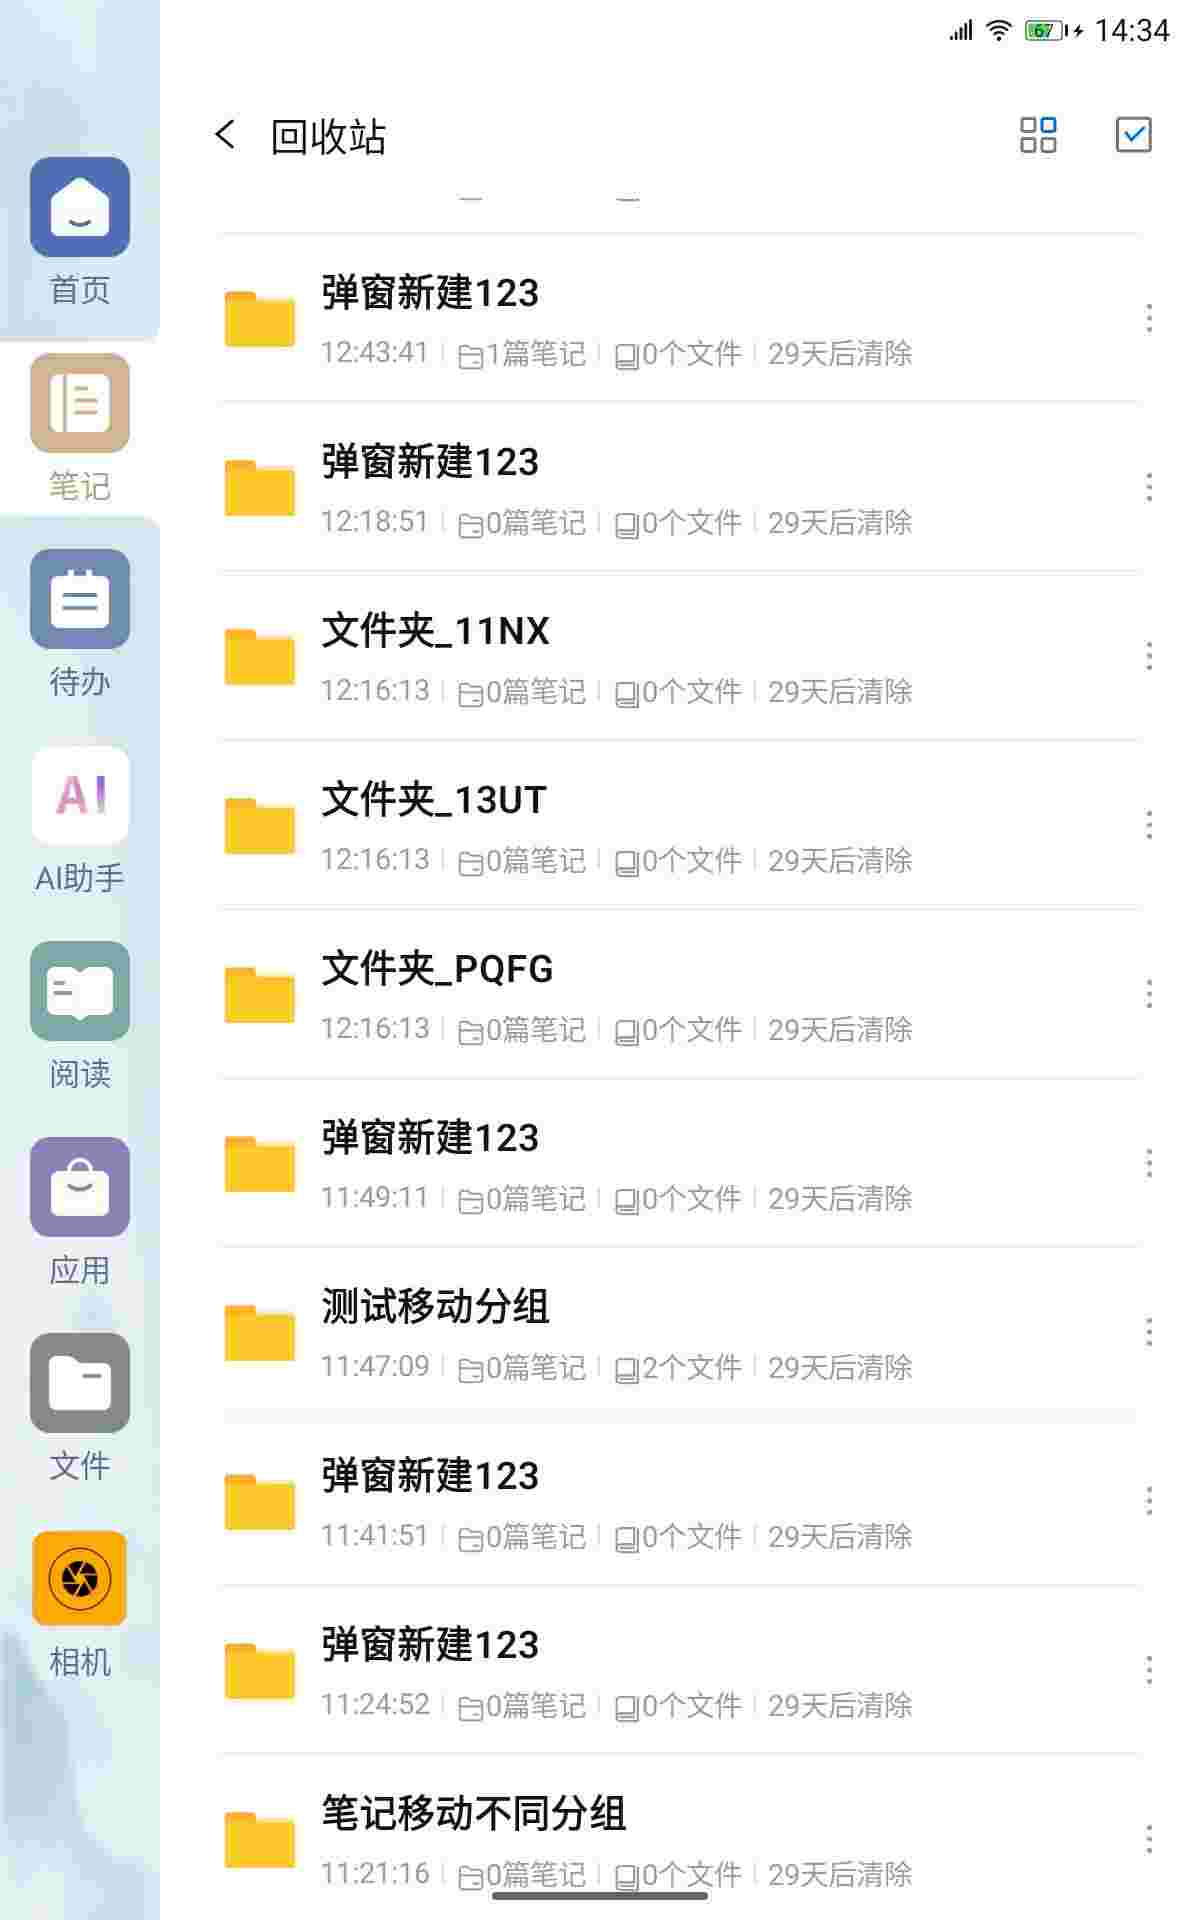 67 14:34
回收站
首页
笔记
待办
AI
AI助手
阅读
应用
文件
相机
弹窗新建123
12:43:41 1篇笔记 0个文件 29天后清除
弹窗新建123
12:18:51 0篇笔记 0个文件 29天后清除
文件夹_11NX
12:16:13 0篇笔记 0个文件 29天后清除
文件夹_13UT
12:16:13 0篇笔记 0个文件 29天后清除
文件夹_PQFG
12:16:13 0篇笔记 0个文件 29天后清除
弹窗新建123
11:49:11 0篇笔记 0个文件 29天后清除
测试移动分组
11:47:09 0篇笔记 2个文件 29天后清除
弹窗新建123
11:41:51 0篇笔记 0个文件 29天后清除
弹窗新建123
11:24:52 0篇笔记 0个文件 29天后清除
笔记移动不同分组
11:21:16 0篇笔记 0个文件 29天后清除